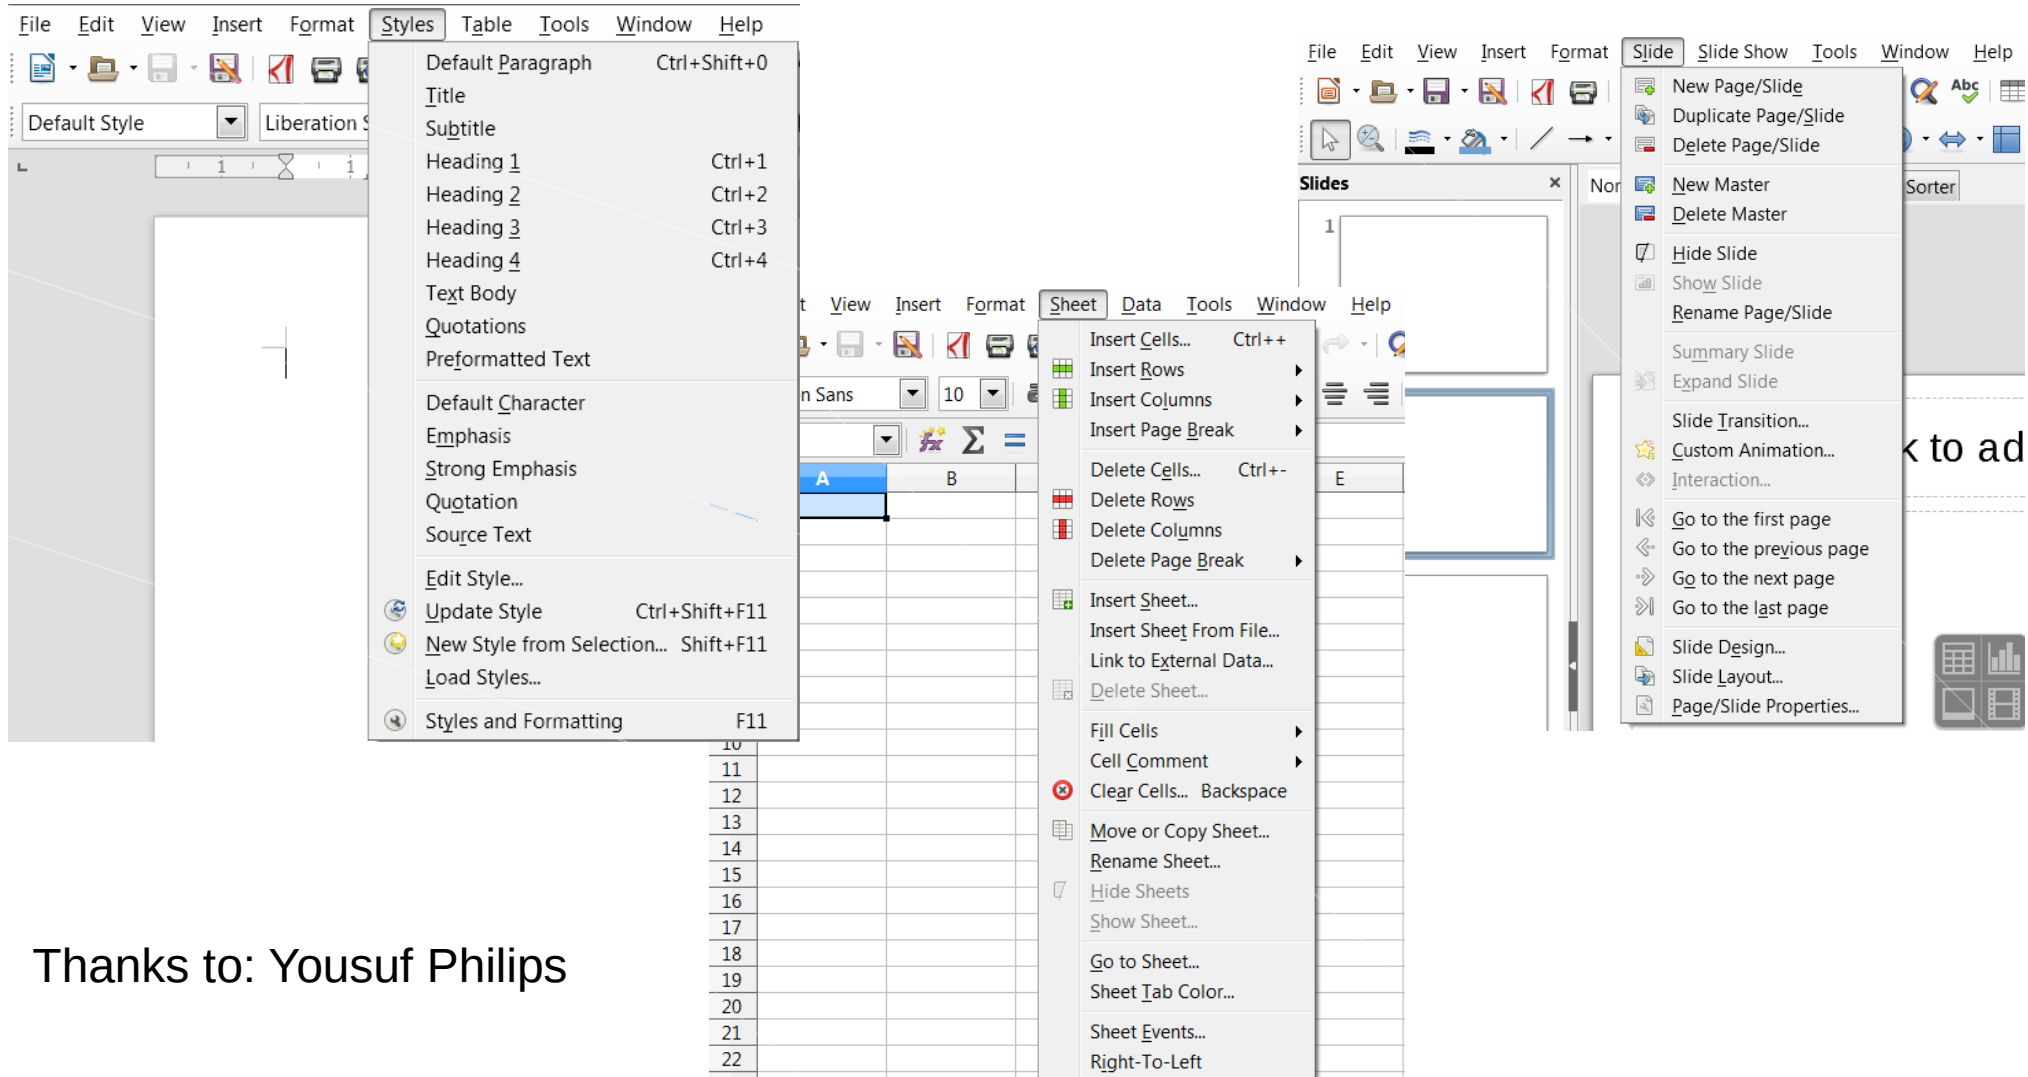 File Edit View Insert Format Styles Table Tools Window Help
Default Style
Liberation S
1 1
Default Paragraph Ctrl+Shift+0
Title
Subtitle
Heading 1 Ctrl+1
Heading 2 Ctrl+2
Heading 3 Ctrl+3
Heading 4 Ctrl+4
Text Body
Quotations
Preformatted Text
Default Character
Emphasis
Strong Emphasis
Quotation
Source Text
Edit Style...
Update Style Ctrl+Shift+F11
New Style from Selection... Shift+F11
Load Styles...
Styles and Formatting F11
t View Insert Format Sheet Data Tools Window Help
n Sans 10
A B E
Insert Cells... Ctrl++
Insert Rows
Insert Columns
Insert Page Break
Delete Cells... Ctrl+-
Delete Rows
Delete Columns
Delete Page Break
Insert Sheet...
Insert Sheet From File...
Link to External Data...
Delete Sheet...
Fill Cells
Cell Comment
Clear Cells... Backspace
Move or Copy Sheet...
Rename Sheet...
Hide Sheets
Show Sheet...
Go to Sheet...
Sheet Tab Color...
Sheet Events...
Right-To-Left
10
11
12
13
14
15
16
17
18
19
20
21
22
File Edit View Insert Format Slide Slide Show Tools Window Help
Abc
Slides
1
Nor
Sorter
k to ad
New Page/Slide
Duplicate Page/Slide
Delete Page/Slide
New Master
Delete Master
Hide Slide
Show Slide
Rename Page/Slide
Summary Slide
Expand Slide
Slide Transition...
Custom Animation...
Interaction...
Go to the first page
Go to the previous page
Go to the next page
Go to the last page
Slide Design...
Slide Layout...
Page/Slide Properties...
Thanks to: Yousuf Philips